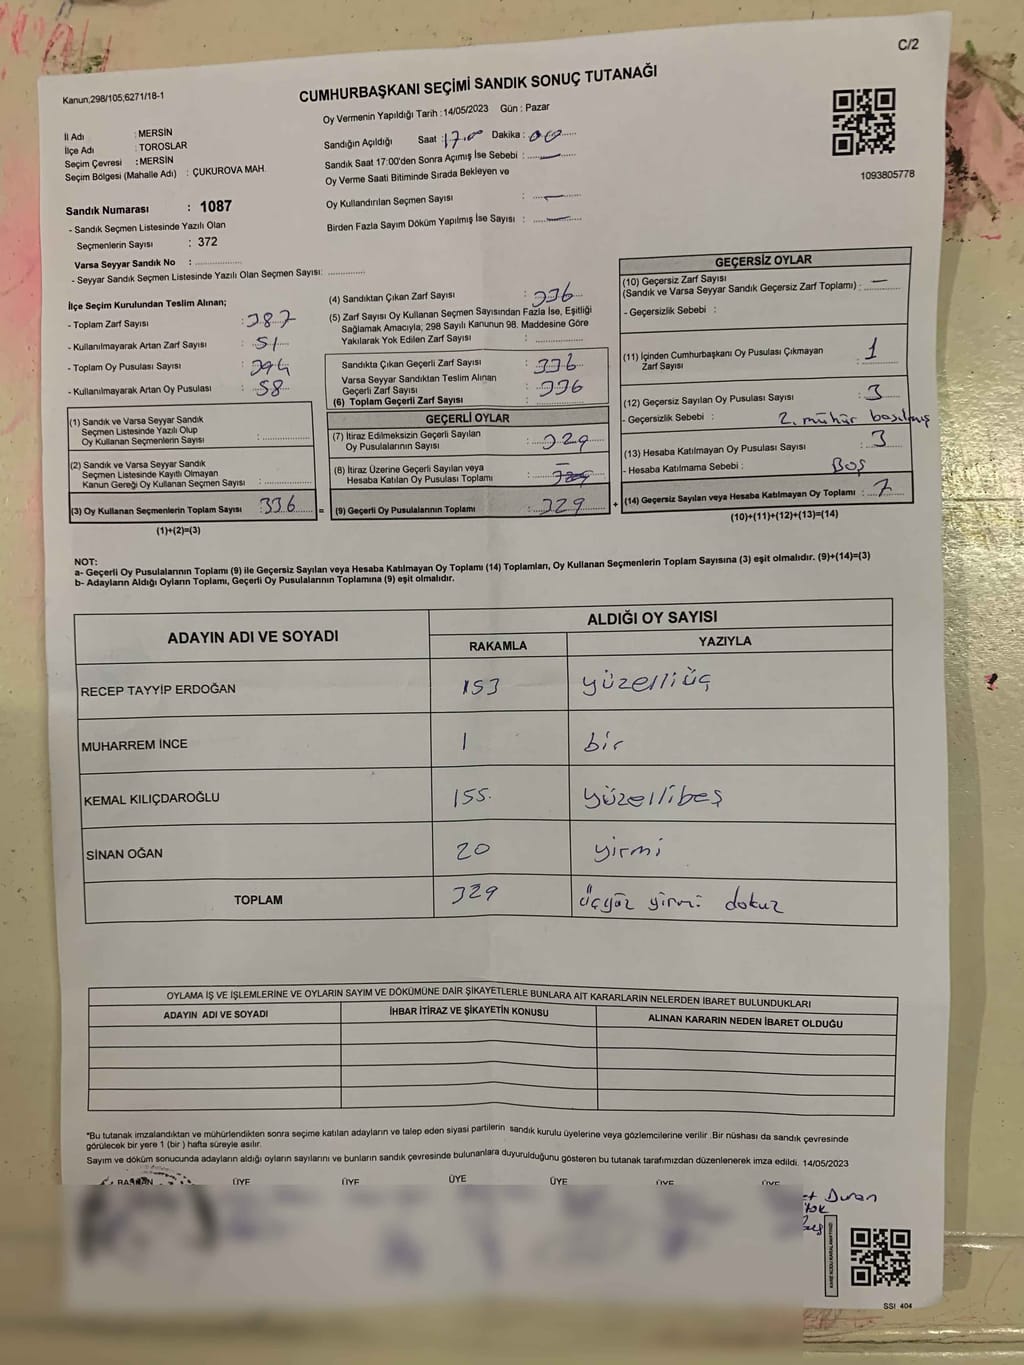 C/2
Kanun,298/105;6271/18-1
CUMHURBAŞKANI SEÇİMİ SANDIK SONUÇ TUTANAĞI
Oy Vermenin Yapıldığı Tarih : 14/05/2023 Gün : Pazar
İl Adı : MERSİN
İlçe Adı : TOROSLAR
Seçim Çevresi : MERSİN
Seçim Bölgesi (Mahalle Adı) : ÇUKUROVA MAH.
Sandığın Açıldığı Saat : 17.00 Dakika : 00
Sandık Saat 17:00'den Sonra Açımış İse Sebebi : —
Oy Verme Saati Bitiminde Sırada Bekleyen ve
Oy Kullandırılan Seçmen Sayısı : —
Birden Fazla Sayım Döküm Yapılmış İse Sayısı : —
1093805778
Sandık Numarası : 1087
- Sandık Seçmen Listesinde Yazılı Olan
Seçmenlerin Sayısı : 372
Varsa Seyyar Sandık No :
- Seyyar Sandık Seçmen Listesinde Yazılı Olan Seçmen Sayısı:
İlçe Seçim Kurulundan Teslim Alınan;
- Toplam Zarf Sayısı : 387
- Kullanılmayarak Artan Zarf Sayısı : 51
- Toplam Oy Pusulası Sayısı : 394
- Kullanılmayarak Artan Oy Pusulası : 58
(1) Sandık ve Varsa Seyyar Sandık
Seçmen Listesinde Yazılı Olup
Oy Kullanan Seçmenlerin Sayısı :
(2) Sandık ve Varsa Seyyar Sandık
Seçmen Listesinde Kayıtlı Olmayan
Kanun Gereği Oy Kullanan Seçmen Sayısı :
(3) Oy Kullanan Seçmenlerin Toplam Sayısı : 336 =
(1)+(2)=(3)
(4) Sandıktan Çıkan Zarf Sayısı : 336
(5) Zarf Sayısı Oy Kullanan Seçmen Sayısından Fazla İse, Eşitliği
Sağlamak Amacıyla; 298 Sayılı Kanunun 98. Maddesine Göre
Yakılarak Yok Edilen Zarf Sayısı :
Sandıkta Çıkan Geçerli Zarf Sayısı : 336
Varsa Seyyar Sandıktan Teslim Alınan
Geçerli Zarf Sayısı : 336
(6) Toplam Geçerli Zarf Sayısı :
GEÇERLİ OYLAR
(7) İtiraz Edilmeksizin Geçerli Sayılan
Oy Pusulalarının Sayısı : 329
(8) İtiraz Üzerine Geçerli Sayılan veya
Hesaba Katılan Oy Pusulası Toplamı : —
(9) Geçerli Oy Pusulalarının Toplamı : 329 +
GEÇERSİZ OYLAR
(10) Geçersiz Zarf Sayısı
(Sandık ve Varsa Seyyar Sandık Geçersiz Zarf Toplamı) : —
- Geçersizlik Sebebi :
(11) İçinden Cumhurbaşkanı Oy Pusulası Çıkmayan
Zarf Sayısı : 1
(12) Geçersiz Sayılan Oy Pusulası Sayısı : 3
- Geçersizlik Sebebi : 2. mühür basılmış
(13) Hesaba Katılmayan Oy Pusulası Sayısı : 3
- Hesaba Katılmama Sebebi : Boş
(14) Geçersiz Sayılan veya Hesaba Katılmayan Oy Toplamı : 7
(10)+(11)+(12)+(13)=(14)
NOT:
a- Geçerli Oy Pusulalarının Toplamı (9) ile Geçersiz Sayılan veya Hesaba Katılmayan Oy Toplamı (14) Toplamları, Oy Kullanan Seçmenlerin Toplam Sayısına (3) eşit olmalıdır. (9)+(14)=(3)
b- Adayların Aldığı Oyların Toplamı, Geçerli Oy Pusulalarının Toplamına (9) eşit olmalıdır.
ADAYIN ADI VE SOYADI ALDIĞI OY SAYISI
RAKAMLA YAZIYLA
RECEP TAYYİP ERDOĞAN 153 yüzelliüç
MUHARREM İNCE 1 bir
KEMAL KILIÇDAROĞLU 155. yüzellibeş
SİNAN OĞAN 20 yirmi
TOPLAM 329 üçyüz yirmi dokuz
OYLAMA İŞ VE İŞLEMLERİNE VE OYLARIN SAYIM VE DÖKÜMÜNE DAİR ŞİKAYETLERLE BUNLARA AİT KARARLARIN NELERDEN İBARET BULUNDUKLARI
ADAYIN ADI VE SOYADI İHBAR İTİRAZ VE ŞİKAYETİN KONUSU ALINAN KARARIN NEDEN İBARET OLDUĞU
*Bu tutanak imzalandıktan ve mühürlendikten sonra seçime katılan adayların ve talep eden siyasi partilerin sandık kurulu üyelerine veya gözlemcilerine verilir .Bir nüshası da sandık çevresinde
görülecek bir yere 1 (bir ) hafta süreyle asılır.
Sayım ve döküm sonucunda adayların aldığı oyların sayılarını ve bunların sandık çevresinde bulunanlara duyurulduğunu gösteren bu tutanak tarafımızdan düzenlenerek imza edildi. 14/05/2023
BAŞKAN ÜYE ÜYE ÜYE ÜYE ÜYE ÜYE
Duran
SSI 404